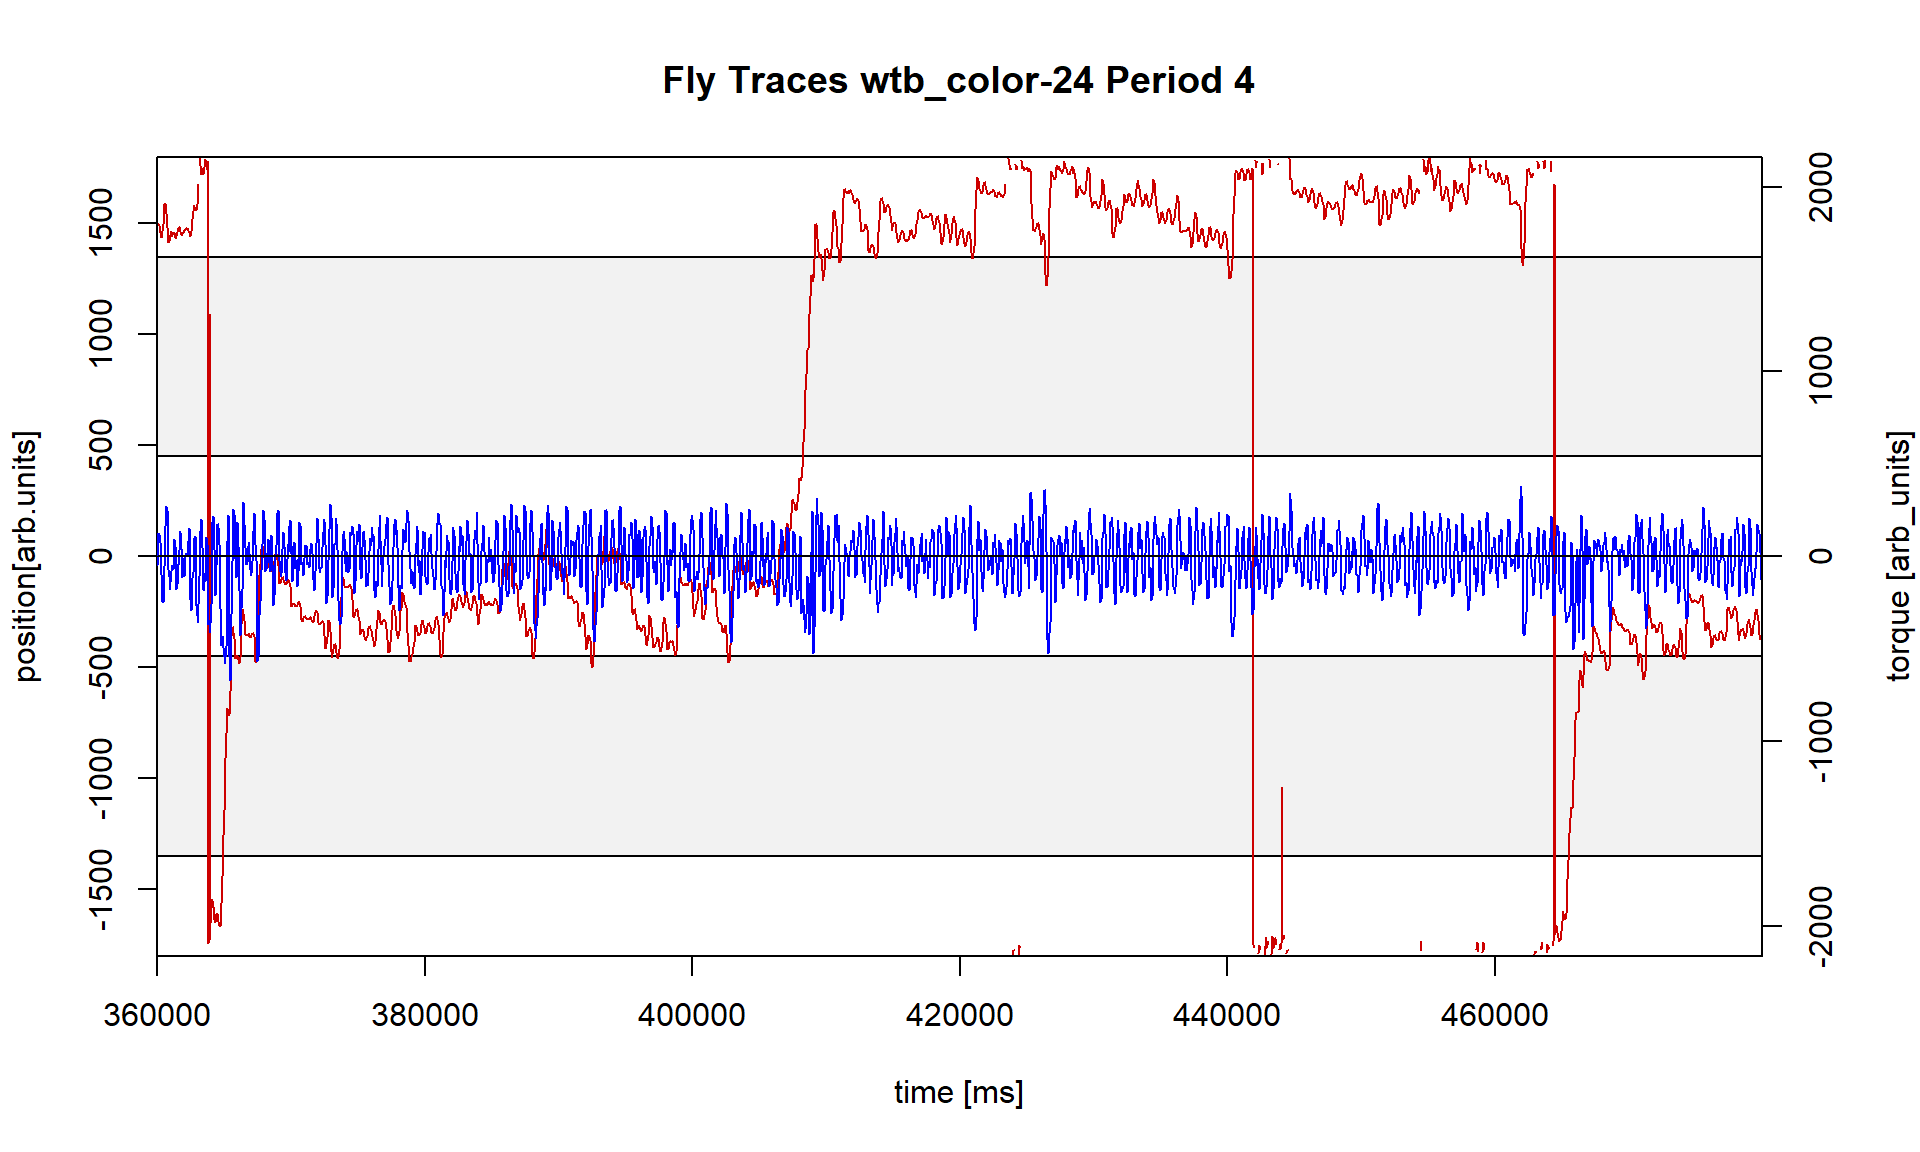 Fly Traces wtb_color-24 Period 4
position[arb.units]
1500
1000
500
0
-500
-1000
-1500
2000
1000
0
-1000
-2000
torque [arb_units]
360000 380000 400000 420000 440000 460000
time [ms]